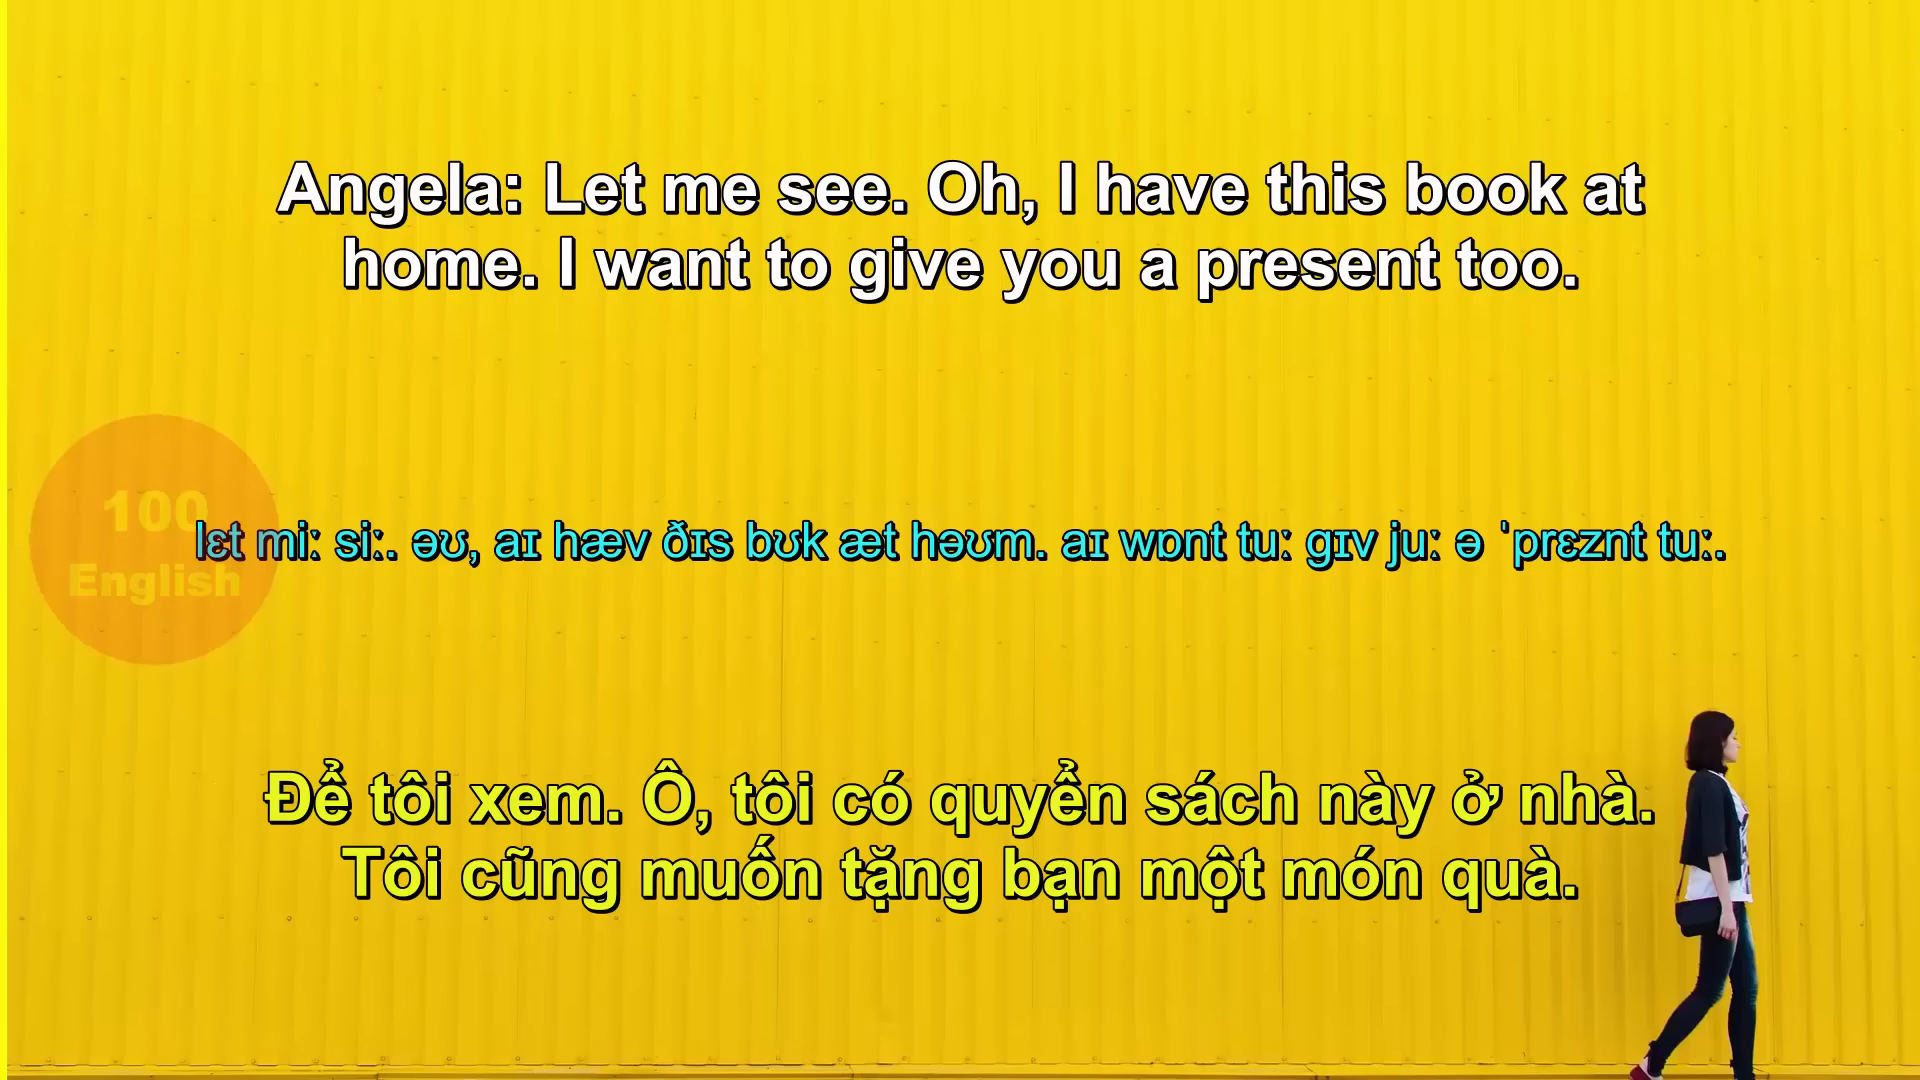 Angela: Let me see. Oh, I have this book at
home. I want to give you a present too.
100
English
lɛt miː siː. əʊ, aɪ hæv ðɪs bʊk æt həʊm. aɪ wɒnt tuː gɪv juː ə ˈprɛznt tuː.
Để tôi xem. Ô, tôi có quyển sách này ở nhà.
Tôi cũng muốn tặng bạn một món quà.